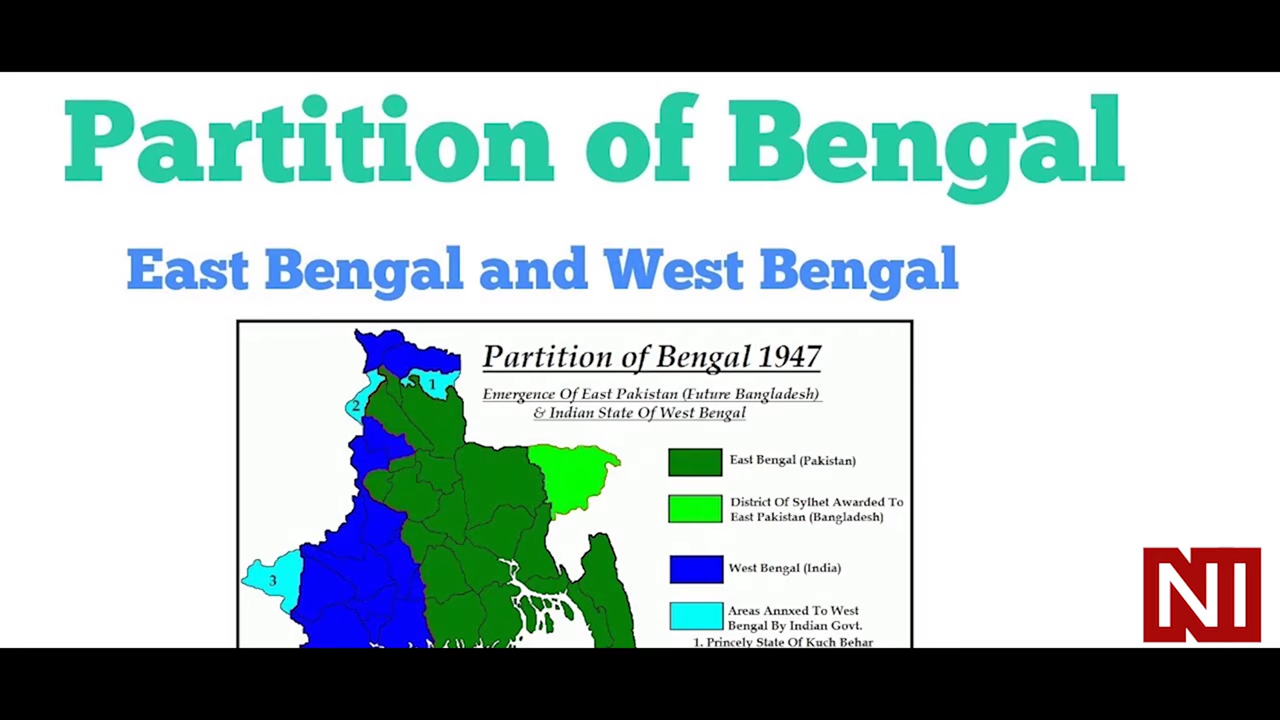 Partition of Bengal
East Bengal and West Bengal
Partition of Bengal 1947
Emergence Of East Pakistan (Future Bangladesh)
& Indian State Of West Bengal
1
2
3
East Bengal (Pakistan)
District Of Sylhet Awarded To
East Pakistan (Bangladesh)
West Bengal (India)
Areas Annxed To West
Bengal By Indian Govt.
1. Princely State Of Kuch Behar
NI